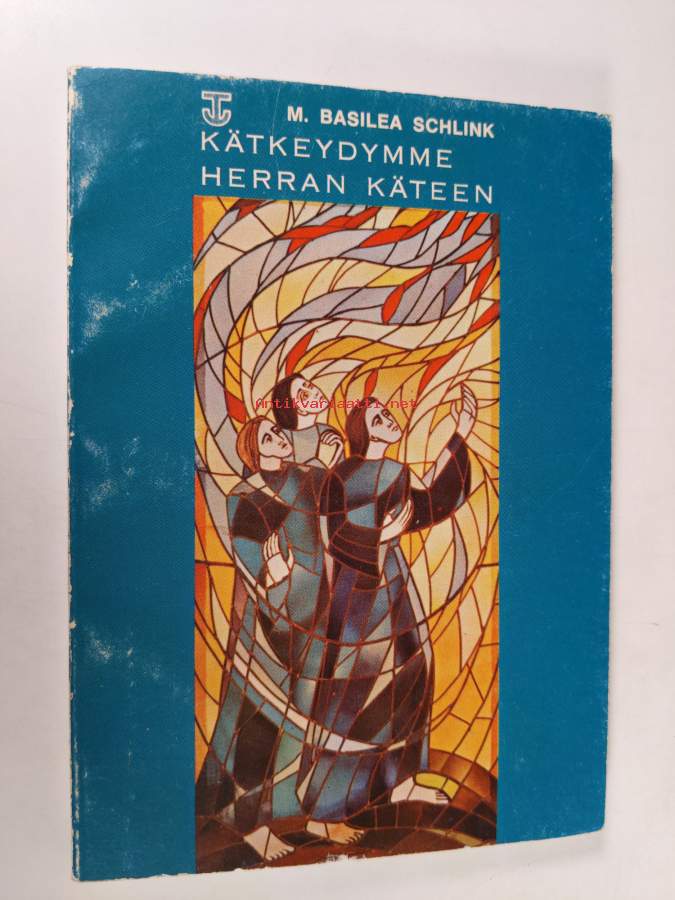 M. BASILEA SCHLINK
KÄTKEYDYMME
HERRAN KÄTEEN
Antikvariaatti.net